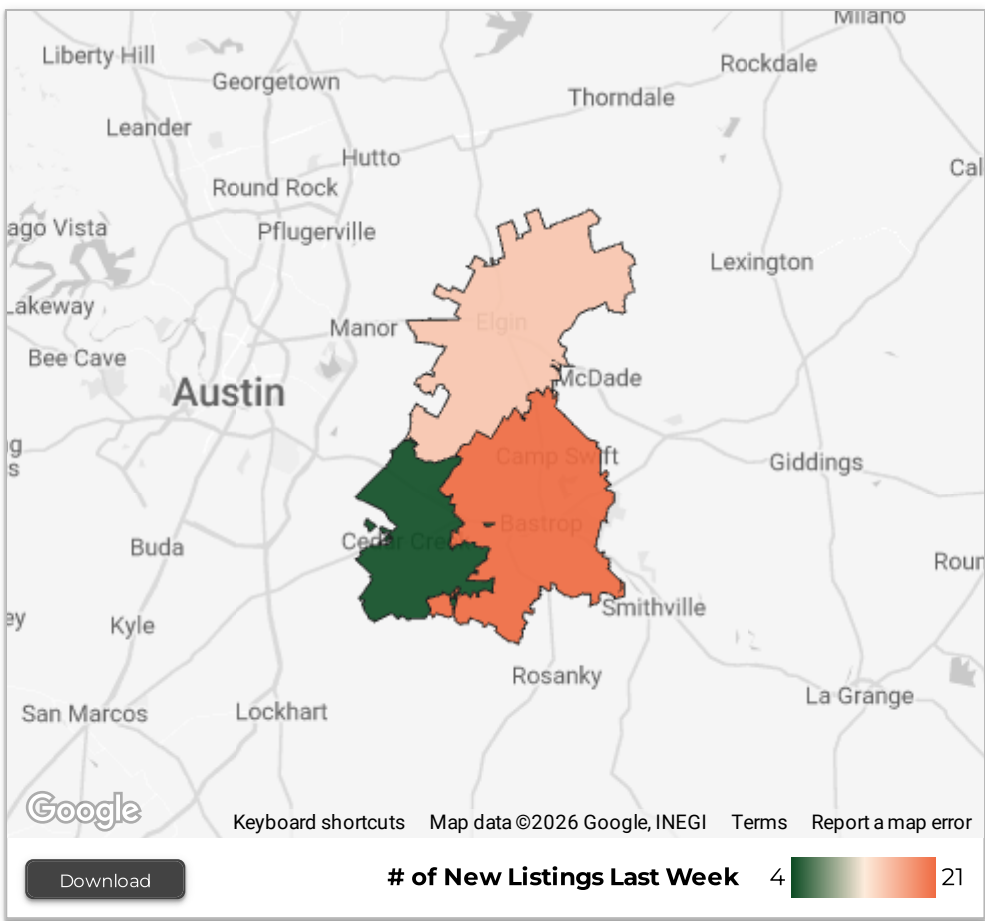 Milano
Liberty Hill
Rockdale
Georgetown
Thorndale
Leander
Hutto
Cal
Round Rock
ago Vista
Pflugerville
Lexington
Lakeway
Elgin
Manor
Bee Cave
McDade
Austin
g
s
Camp Swift
Giddings
Bastrop
Cedar Creek
Buda
Roun
Smithville
ey
Kyle
Rosanky
La Grange
San Marcos
Lockhart
Google
Keyboard shortcuts Map data ©2026 Google, INEGI Terms Report a map error
Download # of New Listings Last Week 4 21